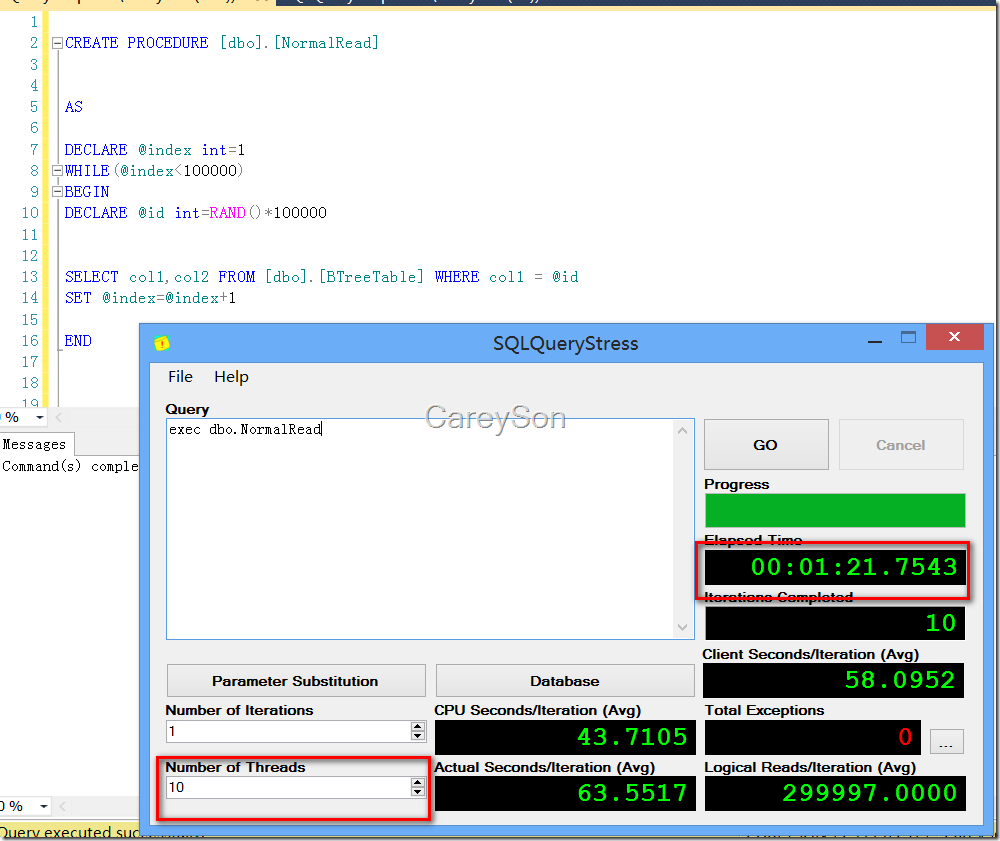 1
2 CREATE PROCEDURE [dbo].[NormalRead]
3
4
5 AS
6
7 DECLARE @index int=1
8 WHILE(@index<100000)
9 BEGIN
10 DECLARE @id int=RAND()*100000
11
12
13 SELECT col1,col2 FROM [dbo].[BTreeTable] WHERE col1 = @id
14 SET @index=@index+1
15
16 END
17
18
19
%
Messages
Command(s) comple
SQLQueryStress
File Help
Query
exec dbo.NormalRead
CareySon
GO Cancel
Progress
Elapsed Time
00:01:21.7543
Iterations Completed
10
Client Seconds/Iteration (Avg)
58.0952
Parameter Substitution Database
Number of Iterations
1
CPU Seconds/Iteration (Avg)
43.7105
Total Exceptions
0
...
Number of Threads
10
Actual Seconds/Iteration (Avg)
63.5517
Logical Reads/Iteration (Avg)
299997.0000
0 %
Query executed